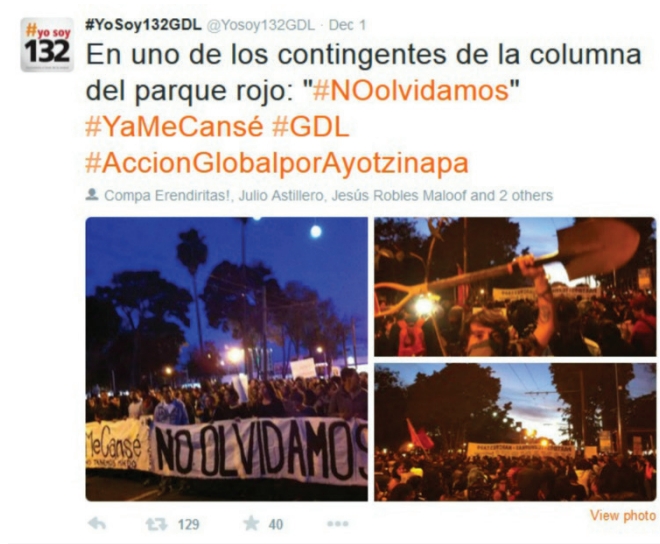 #yo soy
132
#YoSoy132GDL @Yosoy132GDL · Dec 1
En uno de los contingentes de la columna
del parque rojo: "#NOolvidamos"
#YaMeCansé #GDL
#AccionGlobalporAyotzinapa
Compa Erendiritas!, Julio Astillero, Jesús Robles Maloof and 2 others
MeCansé
NO OLVIDAMOS
129
40
View photo